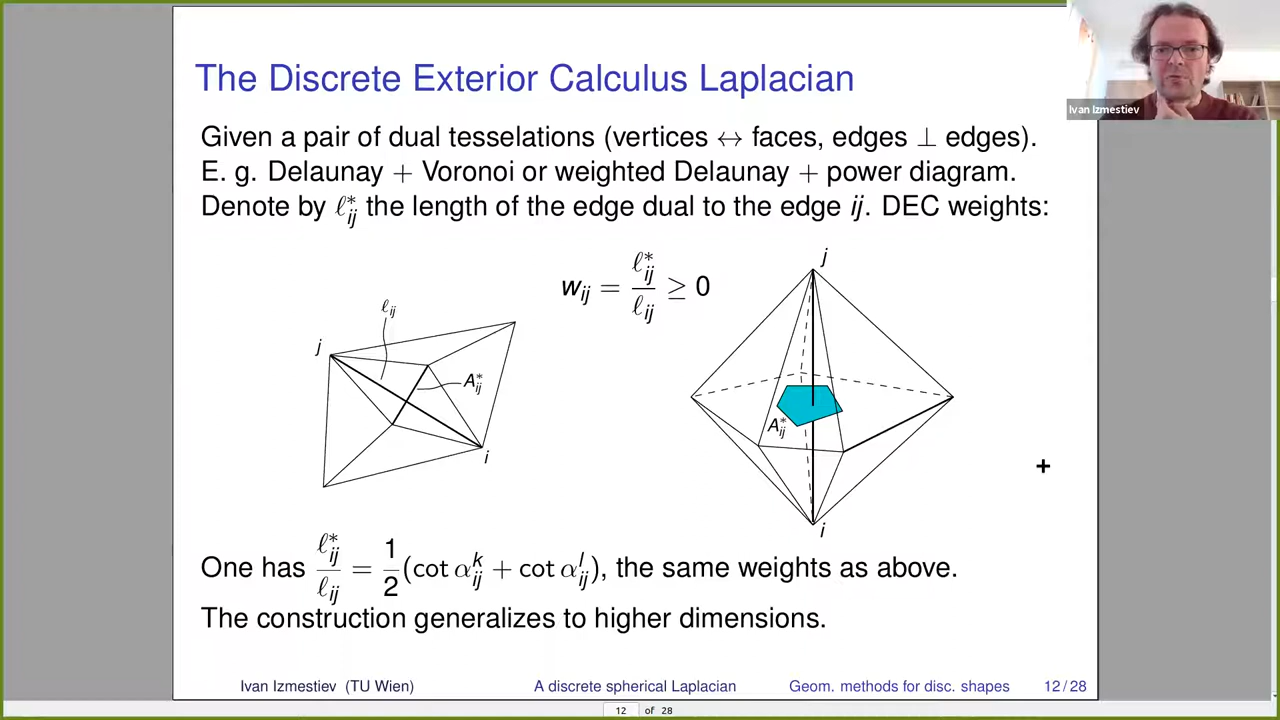 The Discrete Exterior Calculus Laplacian
Ivan Izmestiev
Given a pair of dual tesselations (vertices ↔ faces, edges ⊥ edges).
E. g. Delaunay + Voronoi or weighted Delaunay + power diagram.
Denote by ℓ*ij the length of the edge dual to the edge ij. DEC weights:
wij = ℓ*ij / ℓij ≥ 0
ℓij
j
A*ij
i
j
A*ij
i
One has ℓ*ij / ℓij = 1/2 (cot α^k_ij + cot α^l_ij), the same weights as above.
The construction generalizes to higher dimensions.
Ivan Izmestiev (TU Wien) A discrete spherical Laplacian Geom. methods for disc. shapes 12 / 28
12 of 28